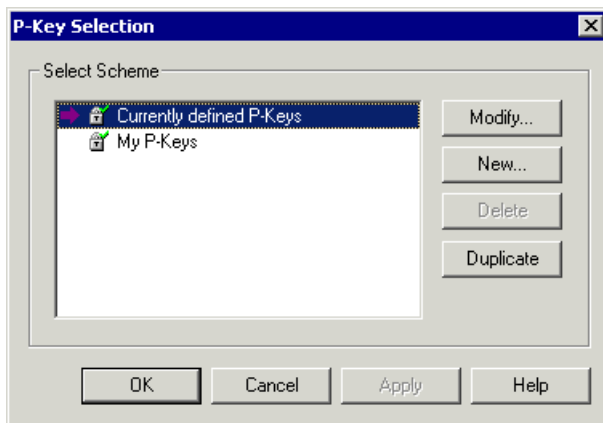 P-Key Selection
Select Scheme
Currently defined P-Keys
My P-Keys
Modify...
New...
Delete
Duplicate
OK
Cancel
Apply
Help